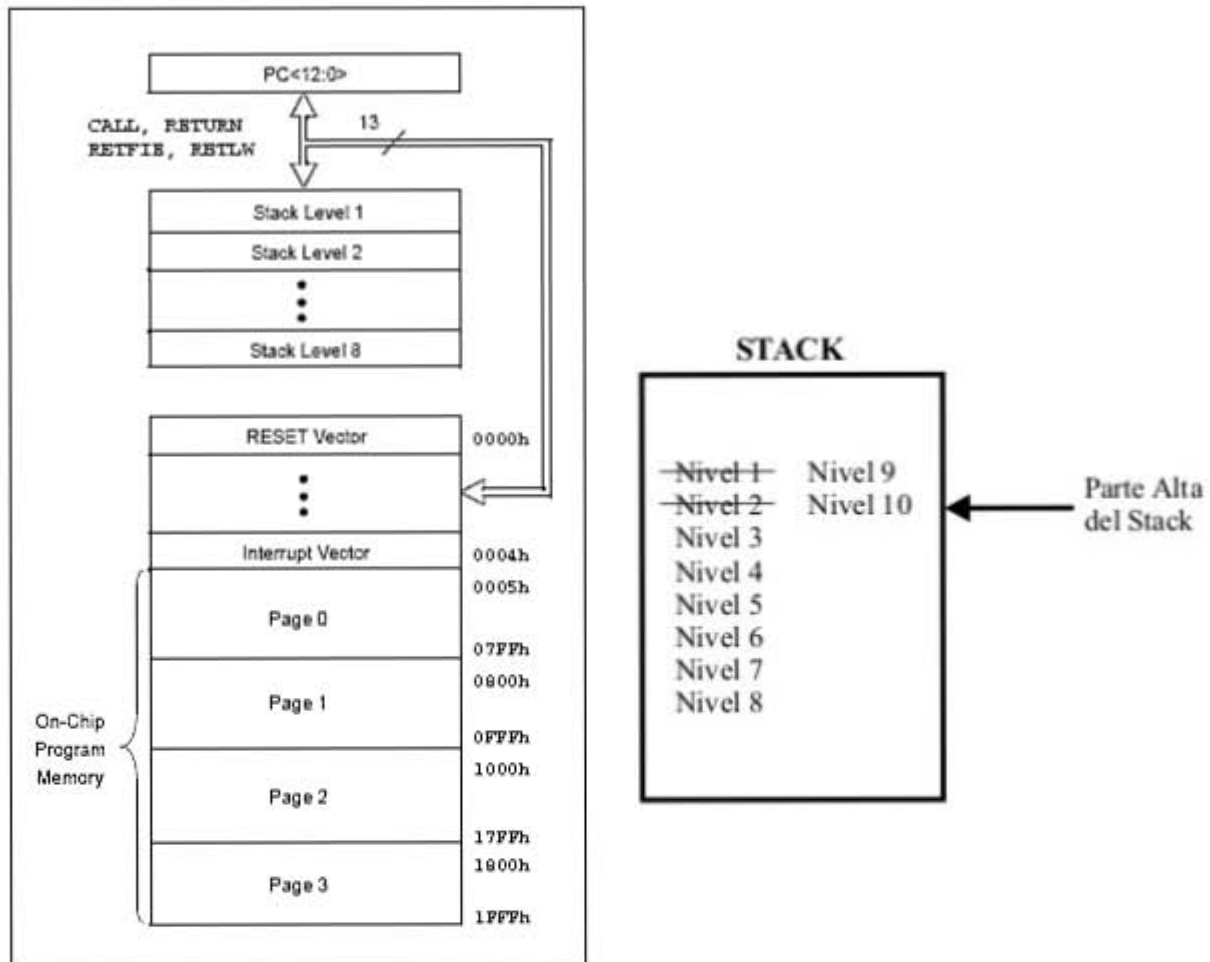 PC<12:0>
CALL, RETURN
RETFIE, RETLW
13
Stack Level 1
Stack Level 2
Stack Level 8
RESET Vector
0000h
Interrupt Vector
0004h
0005h
Page 0
07FFh
0800h
Page 1
0FFFh
On-Chip
Program
Memory
1000h
Page 2
17FFh
1800h
Page 3
1FFFh
STACK
Nivel 1 Nivel 9
Nivel 2 Nivel 10
Nivel 3
Nivel 4
Nivel 5
Nivel 6
Nivel 7
Nivel 8
Parte Alta
del Stack